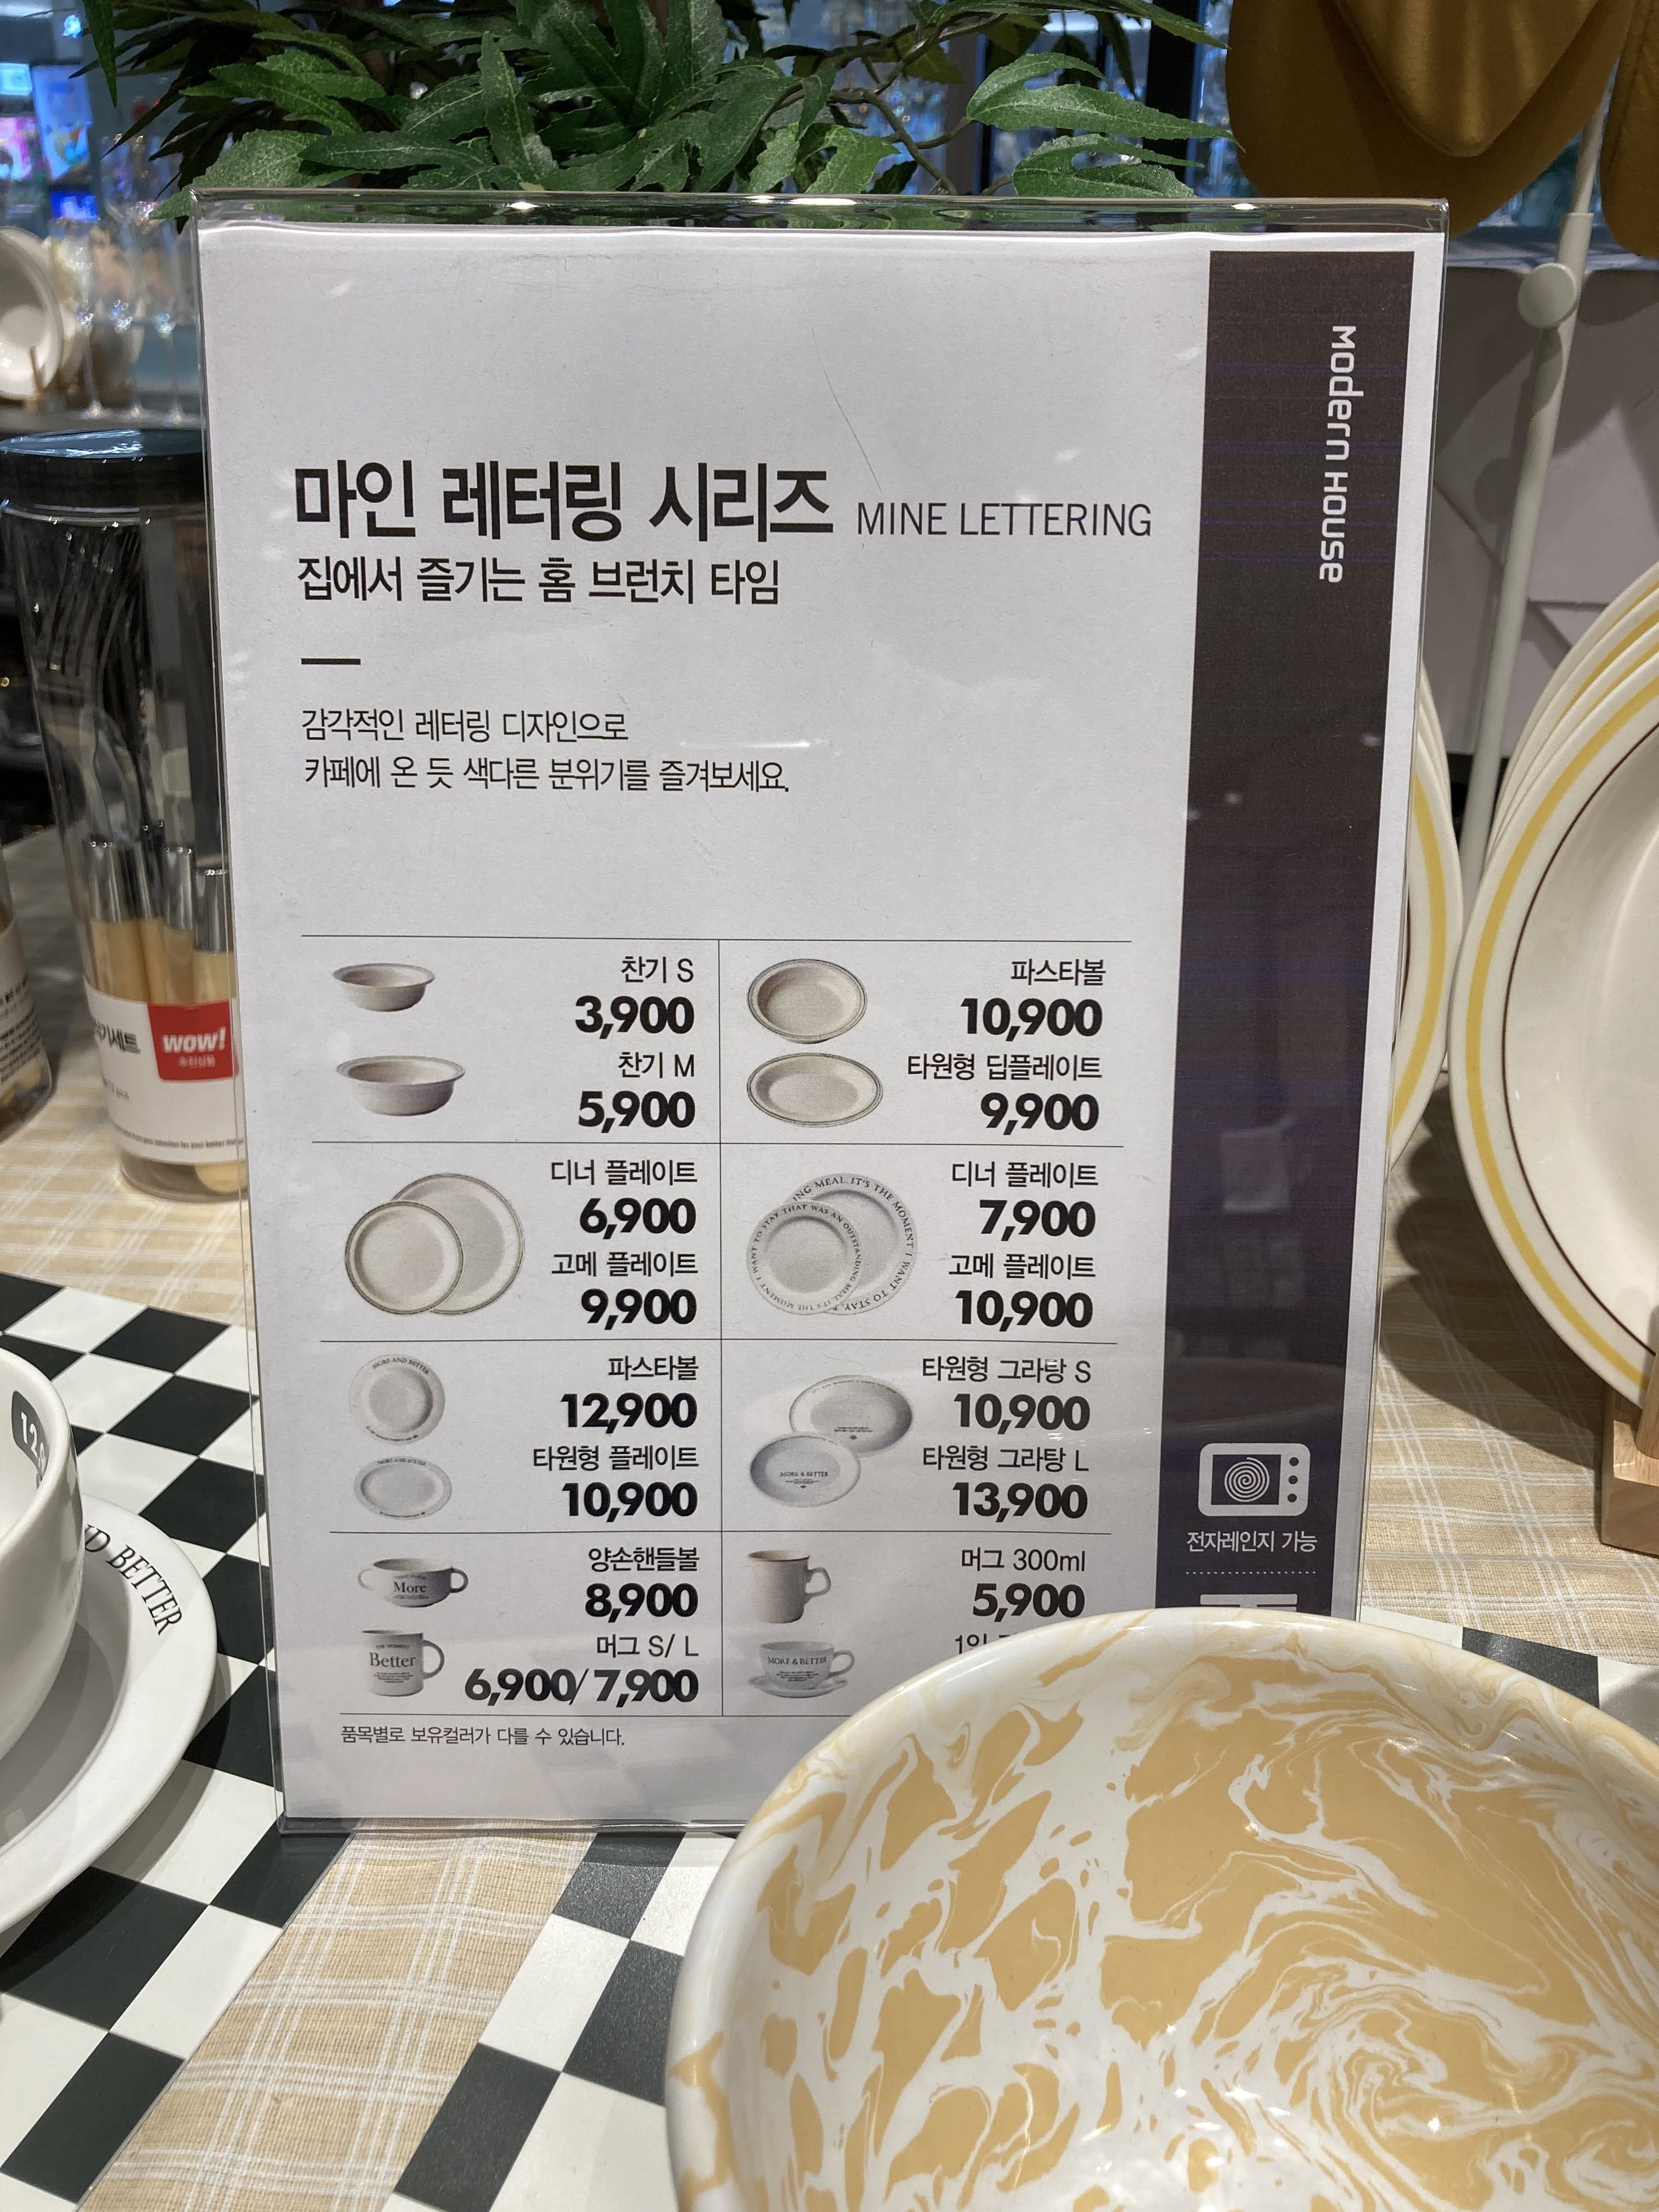 Modern House
마인 레터링 시리즈 MINE LETTERING
집에서 즐기는 홈 브런치 타임
감각적인 레터링 디자인으로
카페에 온 듯 색다른 분위기를 즐겨보세요.
찬기 S
3,900
찬기 M
5,900
파스타볼
10,900
타원형 딥플레이트
9,900
디너 플레이트
6,900
고메 플레이트
9,900
디너 플레이트
7,900
고메 플레이트
10,900
파스타볼
12,900
타원형 플레이트
10,900
타원형 그라탕 S
10,900
타원형 그라탕 L
13,900
양손핸들볼
8,900
머그 S/ L
6,900/7,900
머그 300ml
5,900
1인
품목별로 보유컬러가 다를 수 있습니다.
전자레인지 가능
MORE AND BETTER
MORE & BETTER
More
Better
MORE & BETTER
wow!
추천상품
BETTER